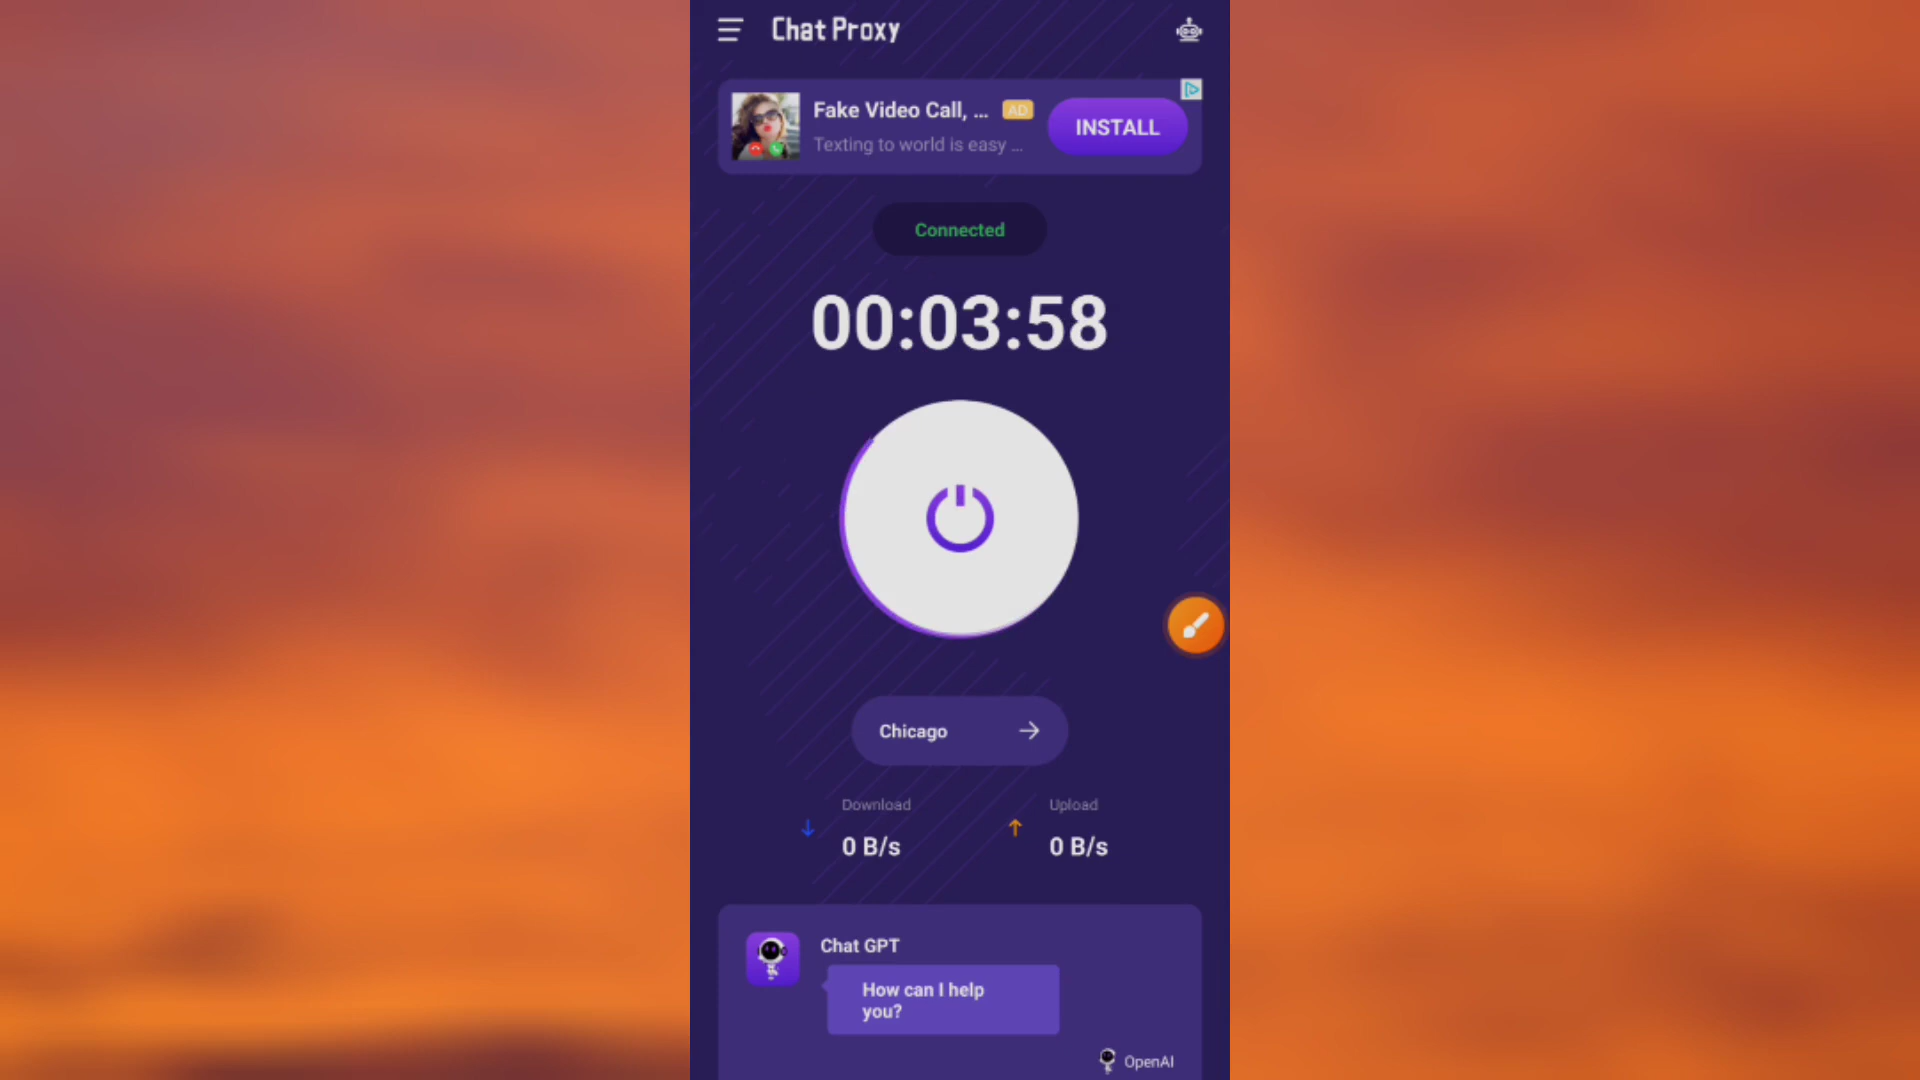 Chat Proxy
Fake Video Call, ... AD
Texting to world is easy ...
INSTALL
Connected
00:03:58
Chicago
Download
0 B/s
Upload
0 B/s
Chat GPT
How can I help
you?
OpenAI